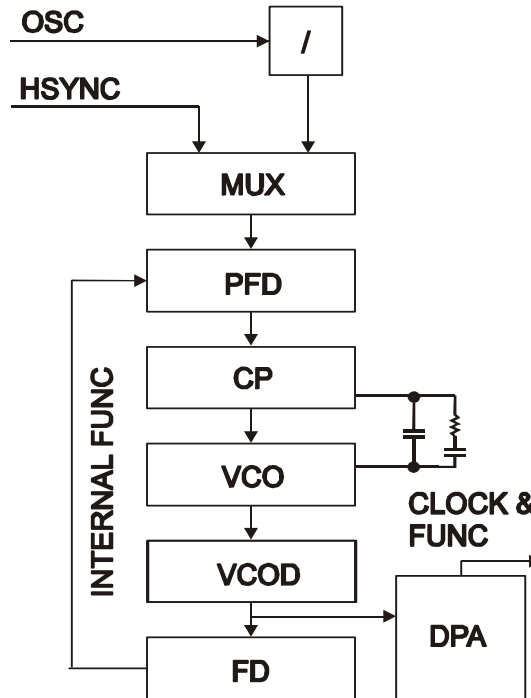 OSC
/
HSYNC
MUX
PFD
CP
INTERNAL FUNC
VCO
CLOCK &
FUNC
VCOD
DPA
FD